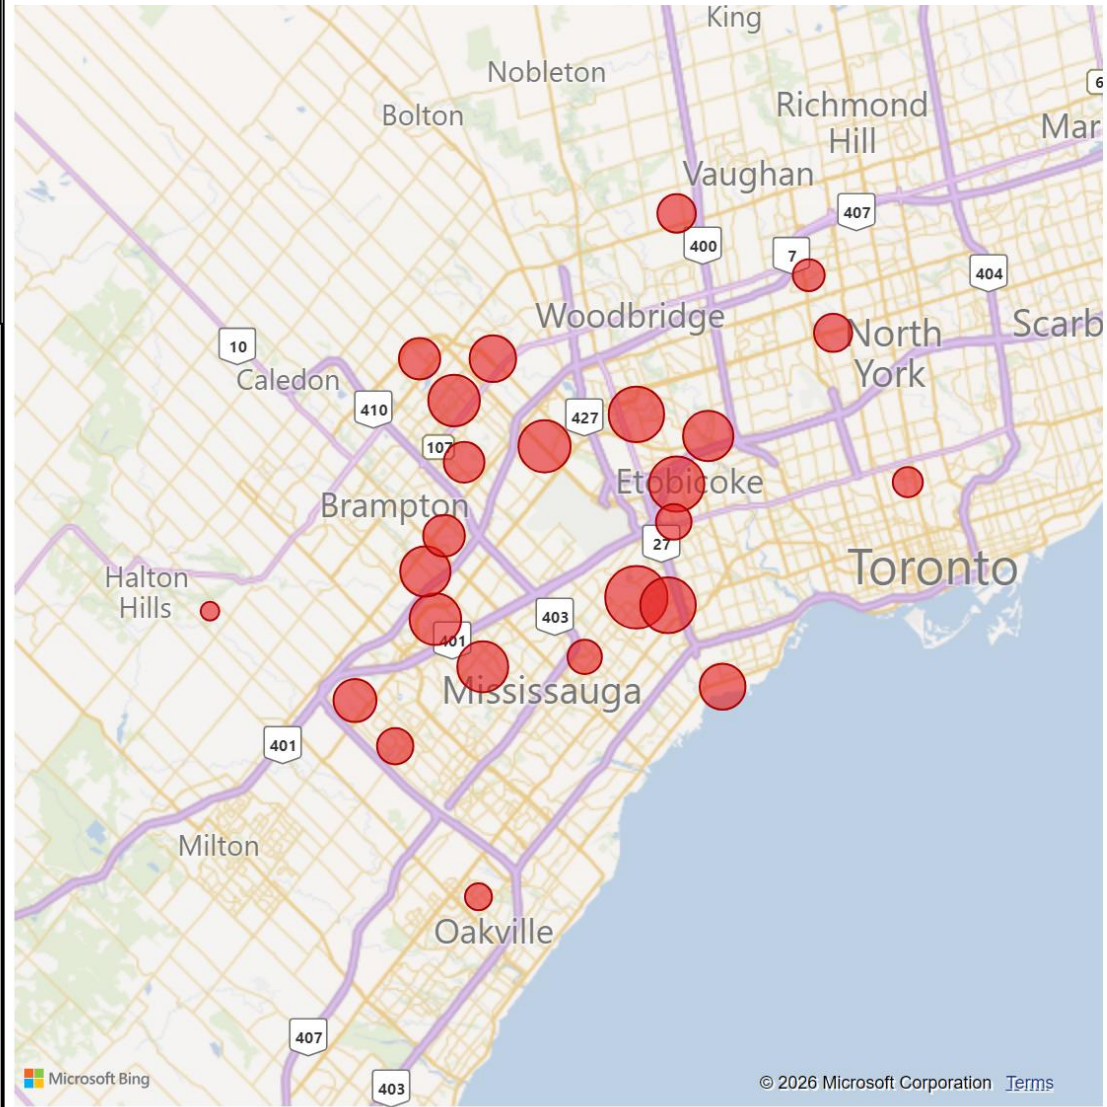 King
Nobleton
Bolton
6
Richmond
Hill
Mar
Vaughan
407
400
7
404
Woodbridge
North
York
Scarb
10
Caledon
410
427
107
Etobicoke
Brampton
27
Toronto
Halton
Hills
403
401
Mississauga
401
Milton
Oakville
407
Microsoft Bing
403
© 2026 Microsoft Corporation Terms